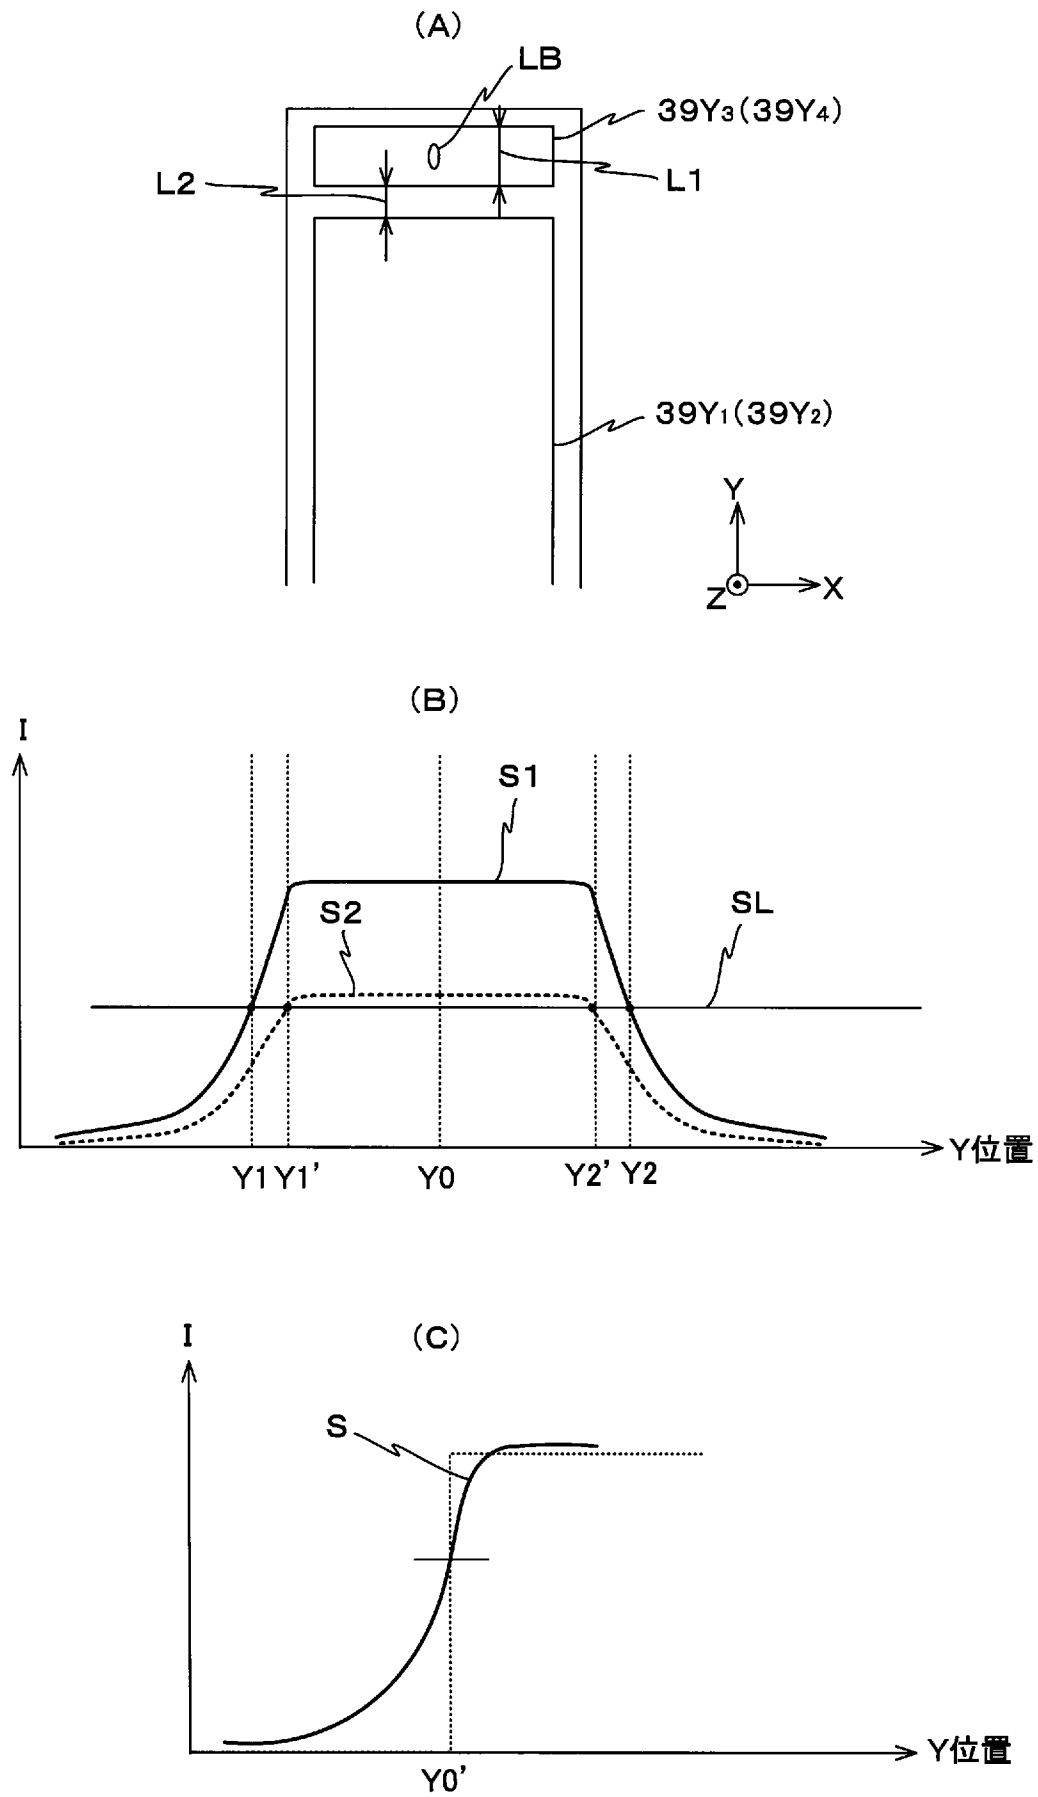 (A)
LB
39Y3(39Y4)
L2
L1
39Y1(39Y2)
Y
Z
X
(B)
I
S1
S2
SL
Y位置
Y1 Y1' Y0 Y2' Y2
(C)
I
S
Y位置
Y0'